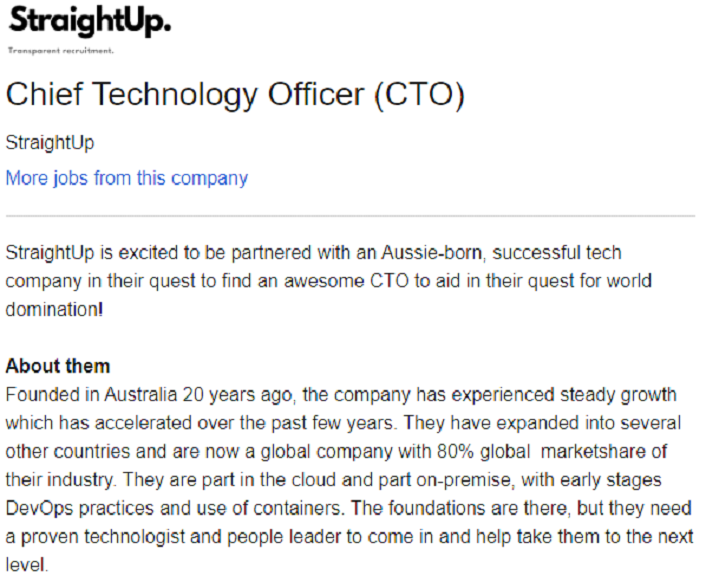 StraightUp.
Transparent recruitment.
Chief Technology Officer (CTO)
StraightUp
More jobs from this company
StraightUp is excited to be partnered with an Aussie-born, successful tech
company in their quest to find an awesome CTO to aid in their quest for world
domination!
About them
Founded in Australia 20 years ago, the company has experienced steady growth
which has accelerated over the past few years. They have expanded into several
other countries and are now a global company with 80% global  marketshare of
their industry. They are part in the cloud and part on-premise, with early stages
DevOps practices and use of containers. The foundations are there, but they need
a proven technologist and people leader to come in and help take them to the next
level.